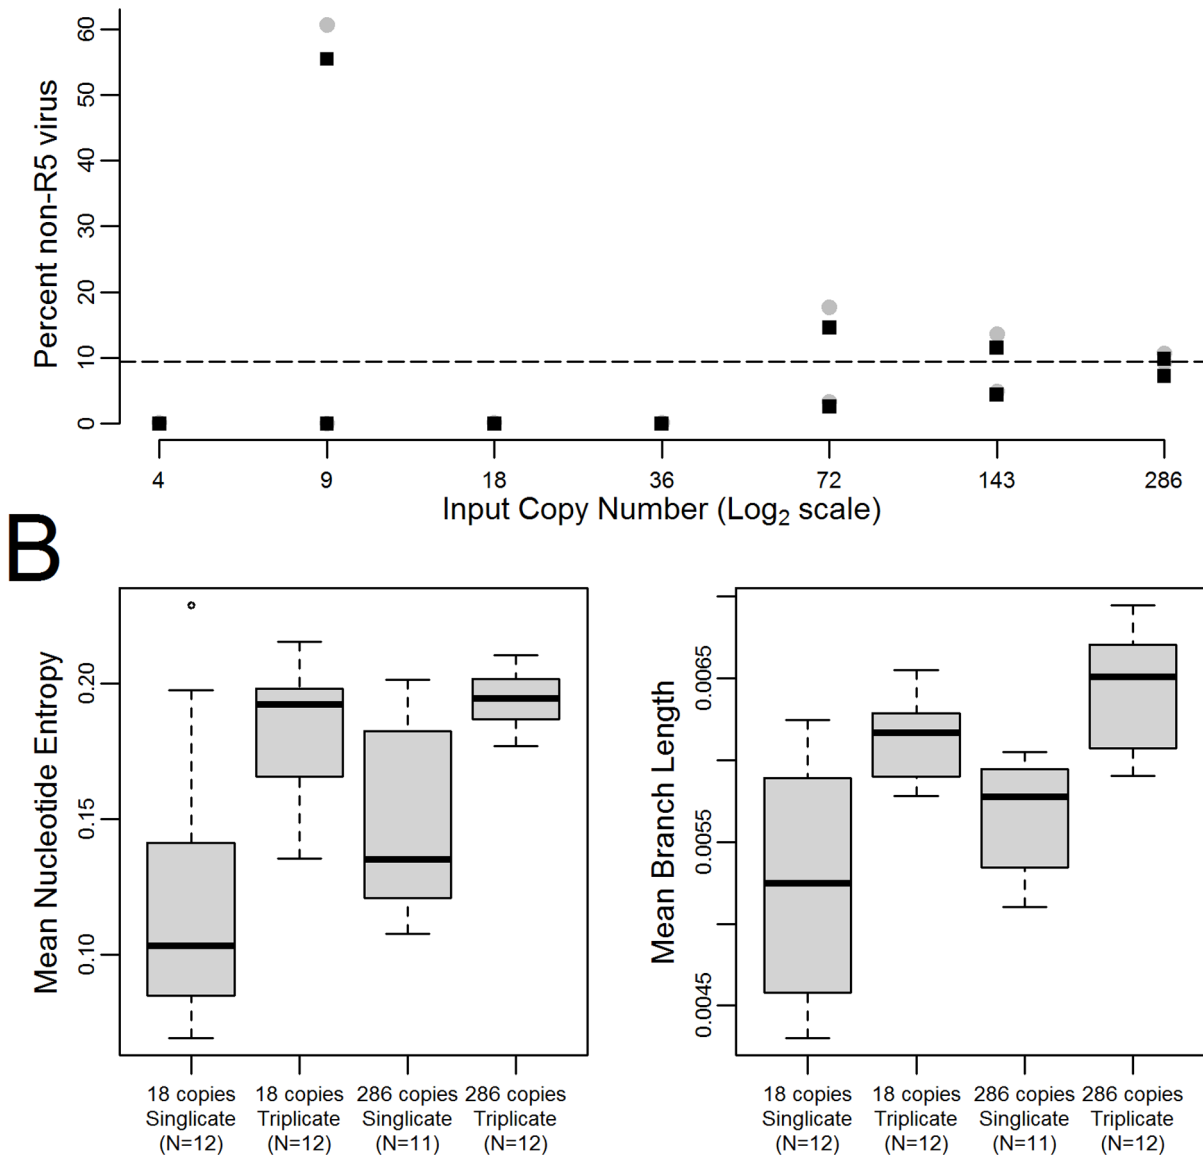 Percent non-R5 virus
60
50
40
30
20
10
0
4 9 18 36 72 143 286
Input Copy Number (Log2 scale)
B
Mean Nucleotide Entropy
0.20
0.15
0.10
18 copies 18 copies 286 copies 286 copies
Singlicate Triplicate Singlicate Triplicate
(N=12) (N=12) (N=11) (N=12)
Mean Branch Length
0.0065
0.0055
0.0045
18 copies 18 copies 286 copies 286 copies
Singlicate Triplicate Singlicate Triplicate
(N=12) (N=12) (N=11) (N=12)